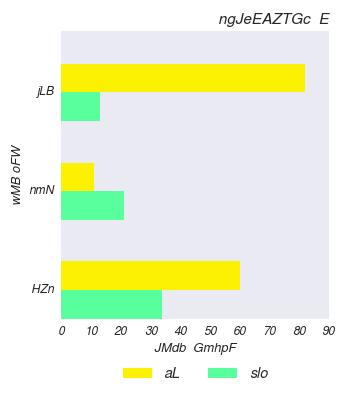 ngJeEAZTGc E
wMB oFW
jLB
nmN
HZn
0 10 20 30 40 50 60 70 80 90
JMdb GmhpF
aL slo